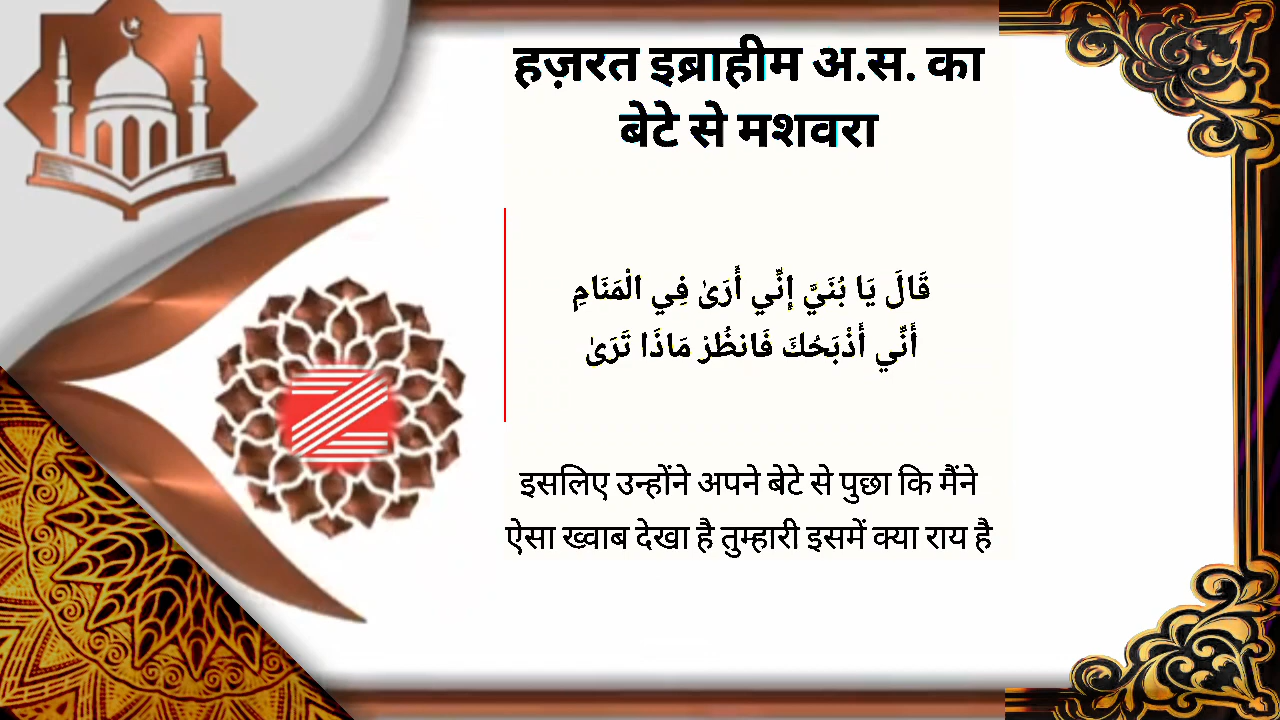 हज़रत इब्राहीम अ.स. का
बेटे से मशवरा
قَالَ يَا بُنَيَّ إِنِّي أَرَىٰ فِي الْمَنَامِ
أَنِّي أَذْبَحُكَ فَانظُرْ مَاذَا تَرَىٰ
इसलिए उन्होंने अपने बेटे से पुछा कि मैंने
ऐसा ख्वाब देखा है तुम्हारी इसमें क्या राय है